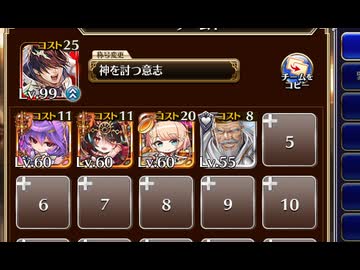 コスト25
称号変更
神を討つ意志
チームを
コピー
Lv.99
コスト11
コスト11
コスト20
コスト 8
Lv.60
Lv.60
Lv.60
Lv.55
5
6
7
8
9
10